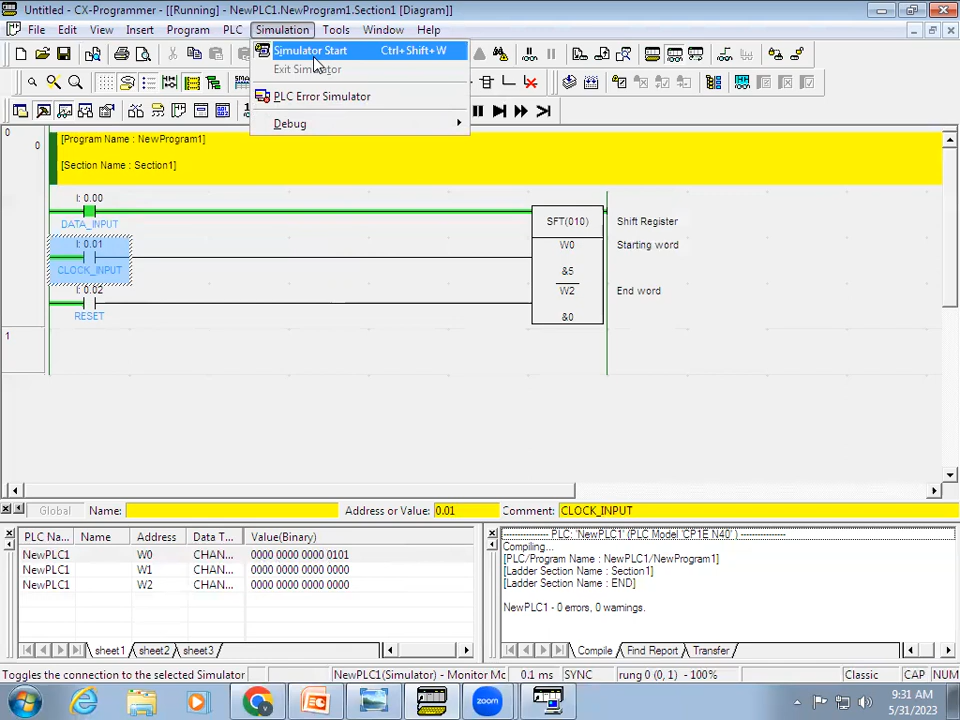 Untitled - CX-Programmer - [[Running] - NewPLC1.NewProgram1.Section1 [Diagram]]
File Edit View Insert Program PLC Simulation Tools Window Help
Simulator Start Ctrl+Shift+W
Exit Simulator
PLC Error Simulator
Debug
0
0
[Program Name : NewProgram1]
[Section Name : Section1]
I: 0.00
DATA_INPUT
SFT(010) Shift Register
I: 0.01
W0 Starting word
CLOCK_INPUT
&5
I: 0.02
W2 End word
RESET
&0
1
Global Name: Address or Value: 0.01 Comment: CLOCK_INPUT
PLC Na... Name Address Data T... Value(Binary)
NewPLC1 W0 CHAN... 0000 0000 0000 0101
NewPLC1 W1 CHAN... 0000 0000 0000 0000
NewPLC1 W2 CHAN... 0000 0000 0000 0000
sheet1 sheet2 sheet3
---------------- PLC: 'NewPLC1' (PLC Model 'CP1E N40' ) ----------------
Compiling...
[PLC/Program Name : NewPLC1/NewProgram1]
[Ladder Section Name : Section1]
[Ladder Section Name : END]
NewPLC1 - 0 errors, 0 warnings.
Compile Find Report Transfer
Toggles the connection to the selected Simulator
NewPLC1(Simulator) - Monitor Mc 0.1 ms SYNC rung 0 (0, 1) - 100% Classic CAP NUM
zoom
9:31 AM
5/31/2023